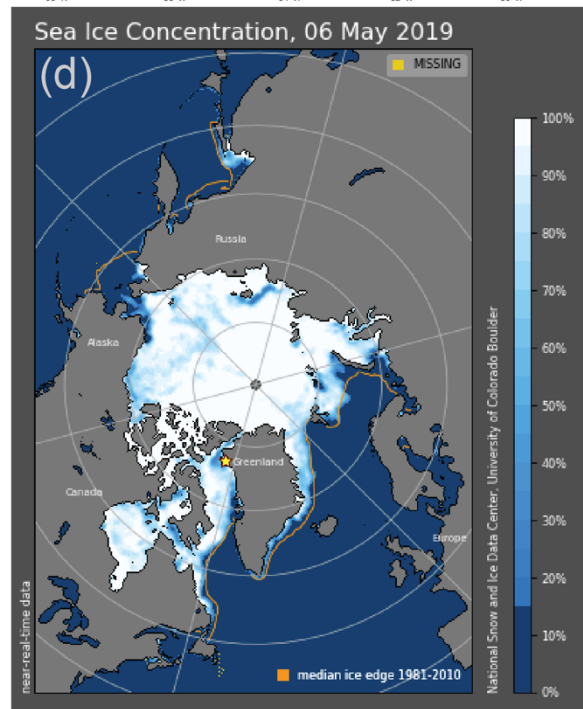 Sea Ice Concentration, 06 May 2019
(d)
MISSING
Russia
Alaska
Greenland
Canada
Europe
near-real-time data
median ice edge 1981-2010
National Snow and Ice Data Center, University of Colorado Boulder
100%
90%
80%
70%
60%
50%
40%
30%
20%
10%
0%